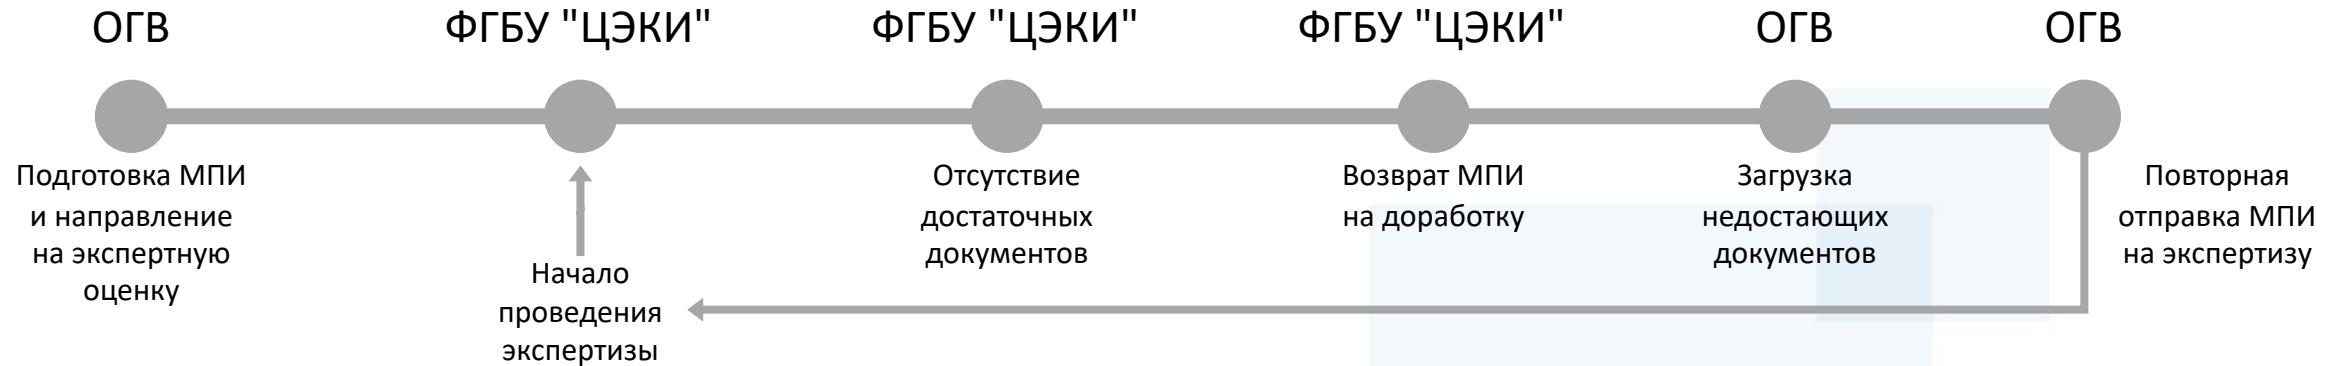 ОГВ
ФГБУ "ЦЭКИ"
ФГБУ "ЦЭКИ"
ФГБУ "ЦЭКИ"
ОГВ
ОГВ
Подготовка МПИ
и направление
на экспертную
оценку
Начало
проведения
экспертизы
Отсутствие
достаточных
документов
Возврат МПИ
на доработку
Загрузка
недостающих
документов
Повторная
отправка МПИ
на экспертизу